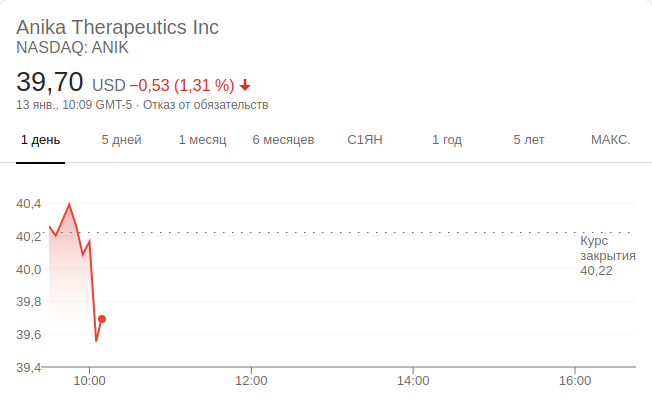 Anika Therapeutics Inc
NASDAQ: ANIK
39,70 USD −0,53 (1,31 %)
13 янв., 10:09 GMT-5 · Отказ от обязательств
1 день 5 дней 1 месяц 6 месяцев С1ЯН 1 год 5 лет МАКС.
40,4
40,2
Курс
закрытия
40,22
40,0
39,8
39,6
39,4
10:00 12:00 14:00 16:00